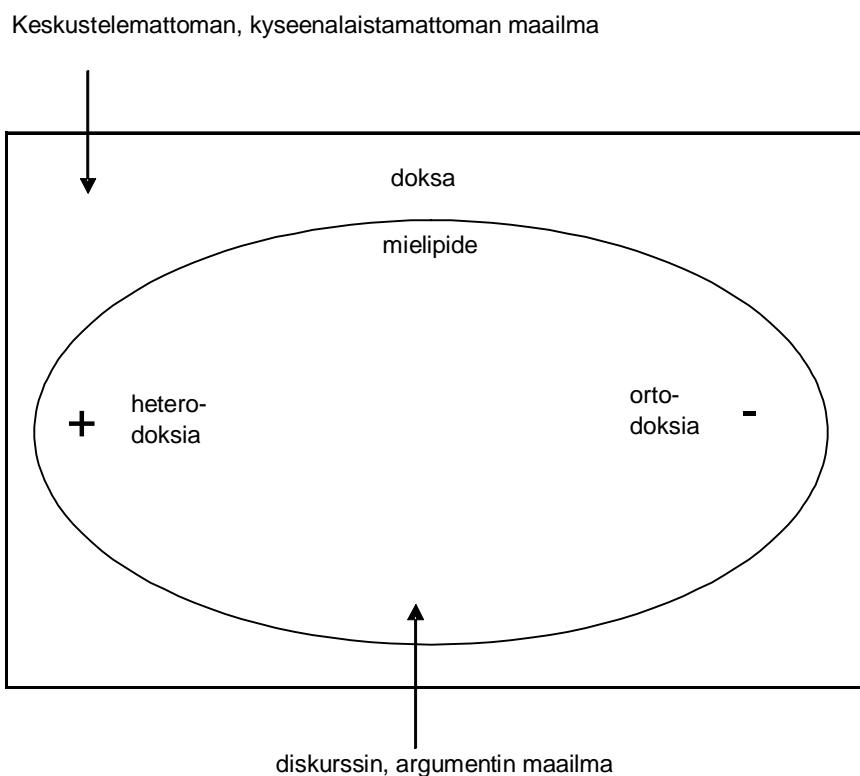 Keskustelemattoman, kyseenalaistamattoman maailma
doksa
mielipide
+
hetero-
doksia
orto-
doksia
-
diskurssin, argumentin maailma